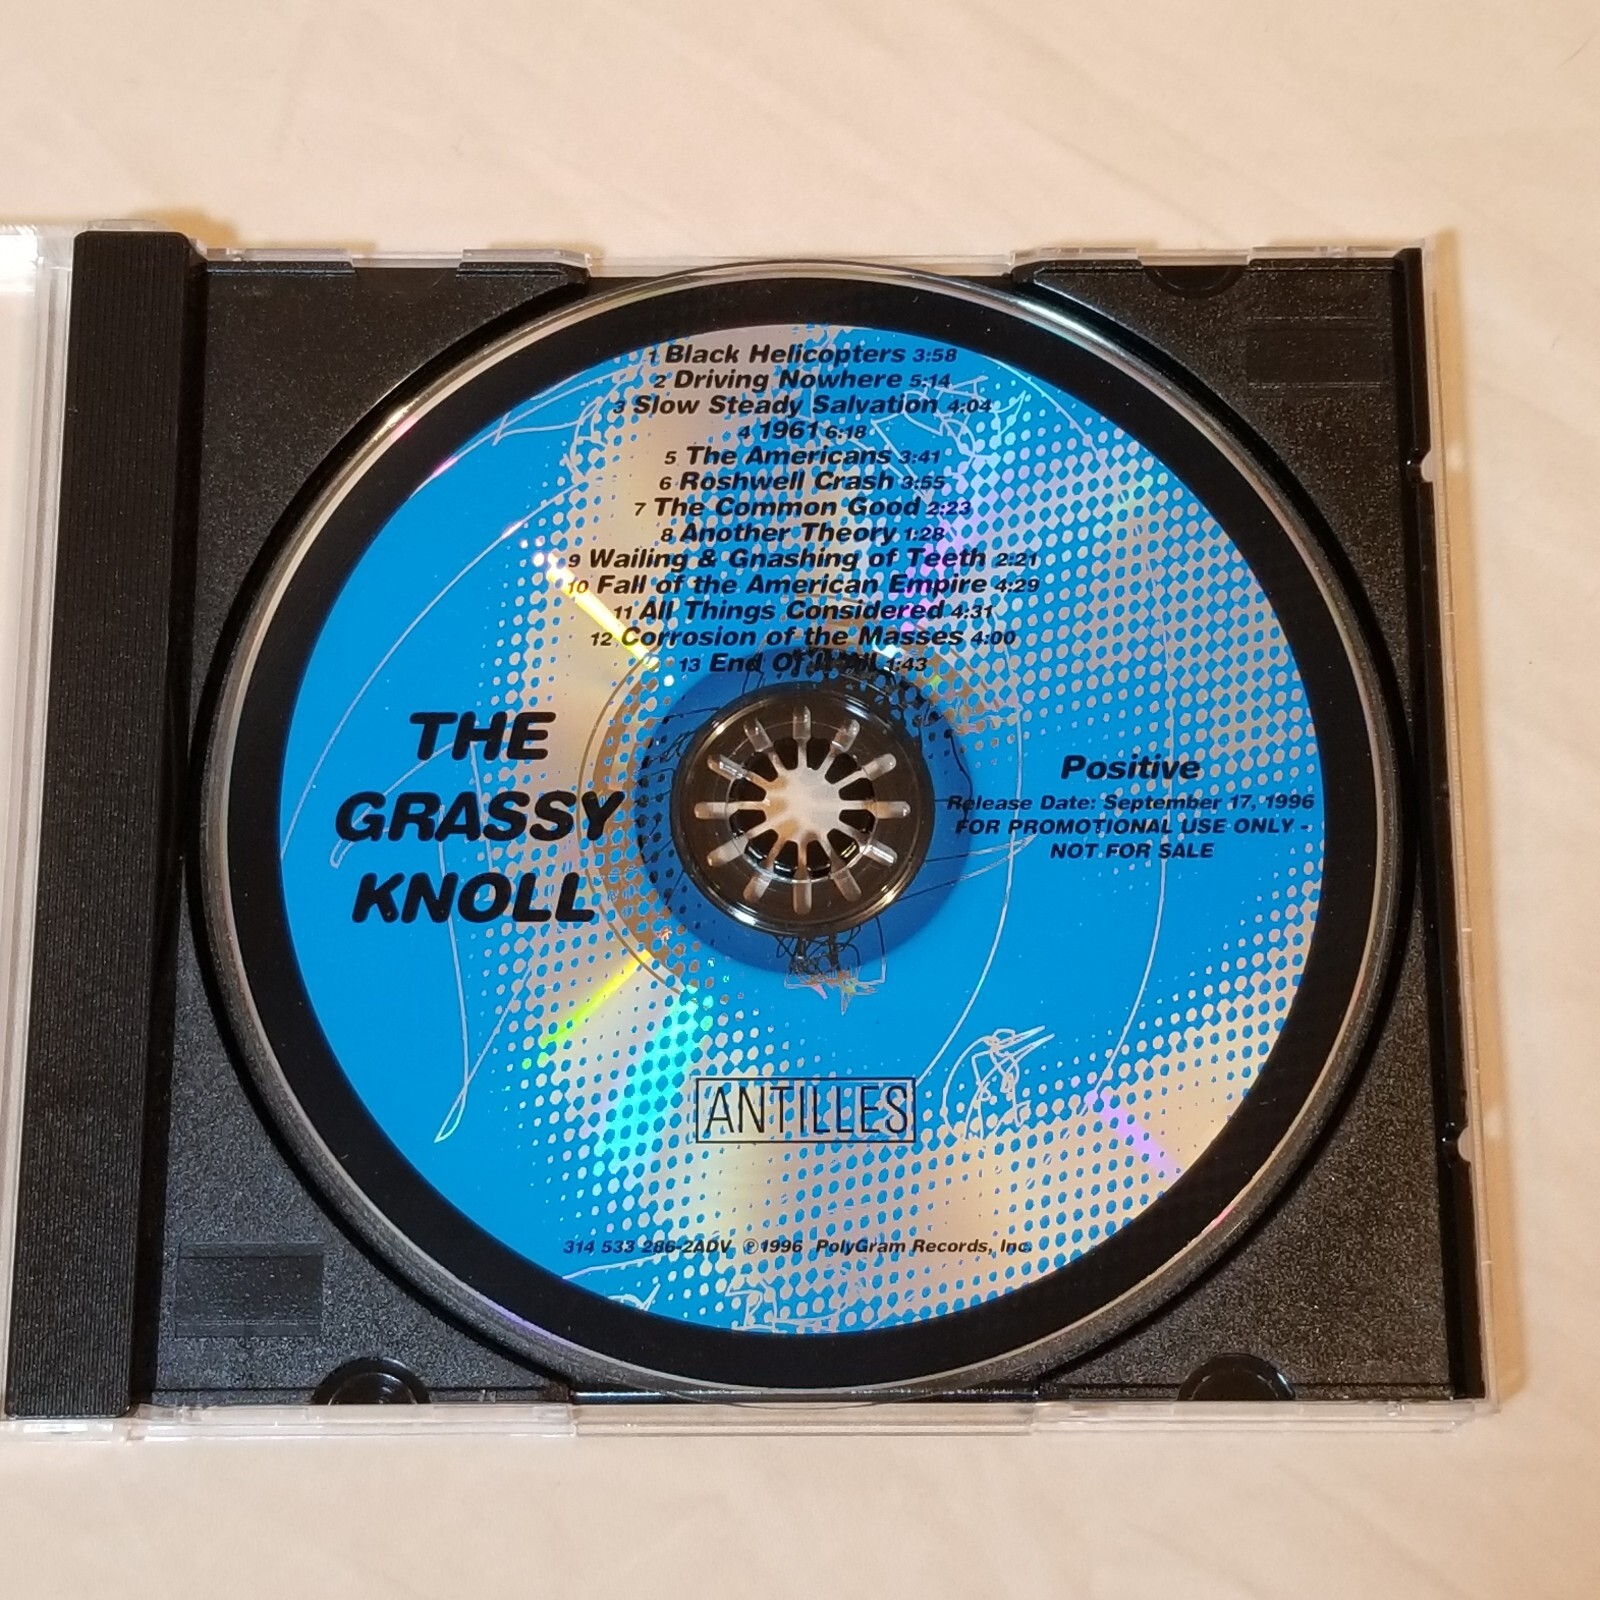 1 Black Helicopters 3:58
2 Driving Nowhere 5:14
3 Slow Steady Salvation 4:04
4 1961 6:18
5 The Americans 3:41
6 Roshwell Crash 3:55
7 The Common Good 2:23
8 Another Theory 1:28
9 Wailing & Gnashing of Teeth 2:21
10 Fall of the American Empire 4:29
11 All Things Considered 4:31
12 Corrosion of the Masses 4:00
13 End Of It All 1:43
THE
GRASSY
KNOLL
Positive
Release Date: September 17, 1996
FOR PROMOTIONAL USE ONLY -
NOT FOR SALE
ANTILLES
314 533 286-2ADV ℗1996 PolyGram Records, Inc.